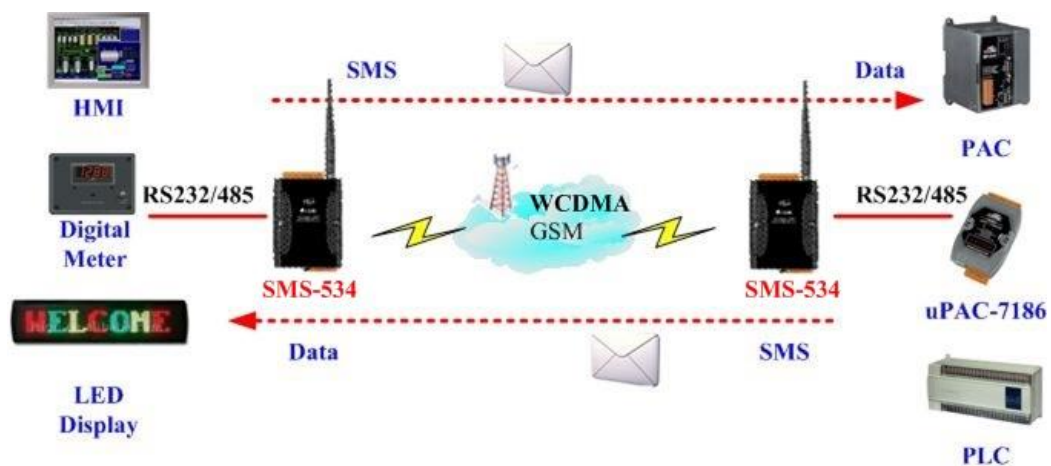 SMS
Data
HMI
PAC
RS232/485
WCDMA
GSM
RS232/485
Digital
Meter
SMS-534
SMS-534
uPAC-7186
WELCOME
Data
SMS
LED
Display
PLC